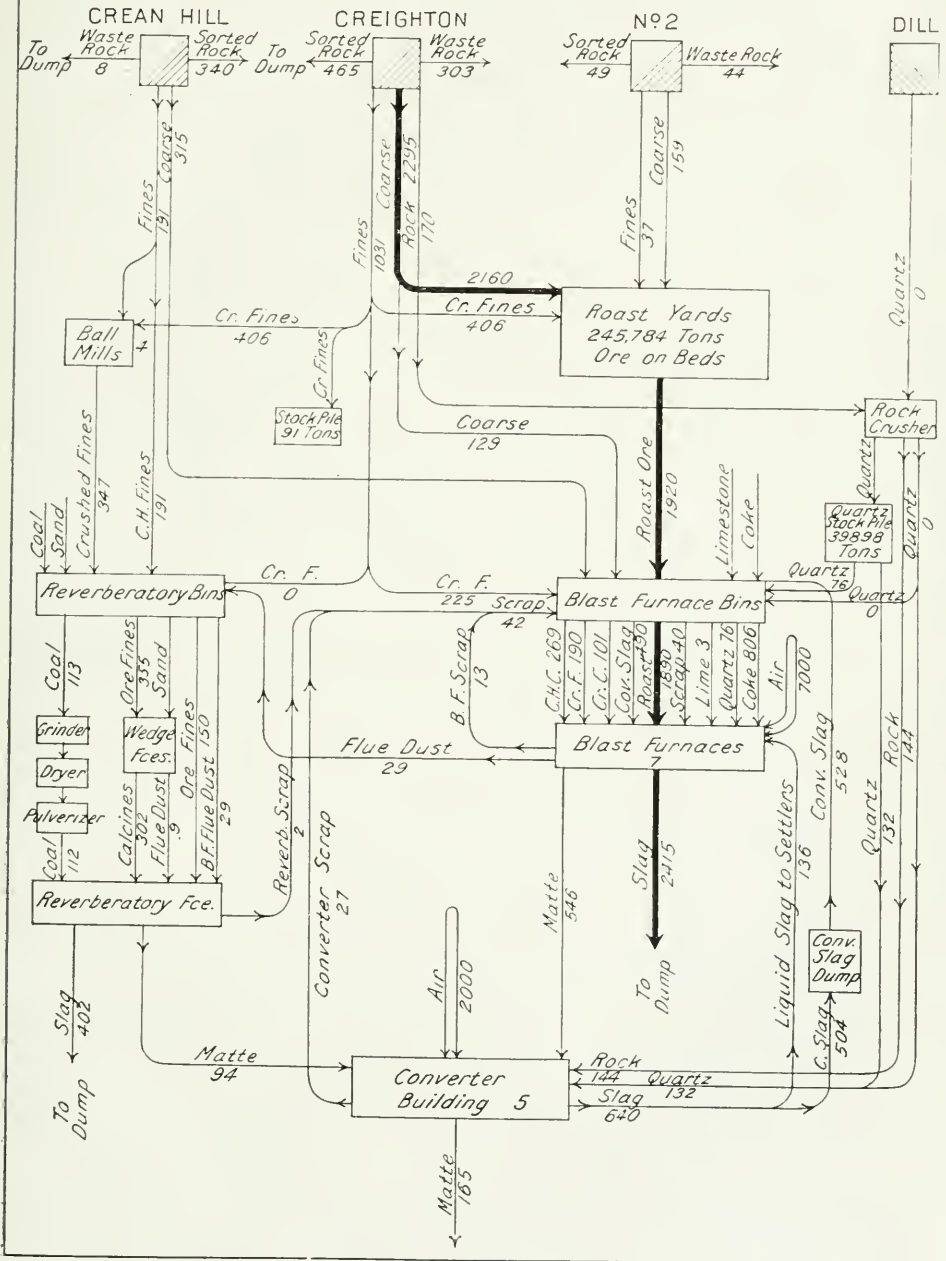 CREAN HILL
CREIGHTON
Nº2
DILL
To
Dump
Waste
Rock
8
Sorted
Rock
340
To
Dump
Sorted
Rock
465
Waste
Rock
303
Sorted
Rock
49
Waste Rock
44
Fines
191
Coarse
315
Fines
1031
Coarse
2295
Rock
170
Fines
37
Coarse
159
Quartz
0
2160
Cr. Fines
406
Cr. Fines
406
Ball
Mills
4
Roast Yards
245,784 Tons
Ore on Beds
Cr Fines
Stock Pile
91 Tons
Coarse
129
Rock
Crusher
Crushed Fines
347
C.H. Fines
191
Roast Ore
1920
Limestone
Coke
Quartz
Quartz
Stock Pile
39898
Tons
Quartz
0
Coal
Sand
Reverberatory Bins
Cr. F.
0
Cr. F.
225
Scrap
42
Blast Furnace Bins
Quartz
76
Quartz
0
Coal
113
Ore Fines
335
Sand
Ore Fines
150
B.F. Flue Dust
29
B.F. Scrap
13
C.H.C. 269
Cr. F. 190
Cr. C. 101
Cov. Slag
490
Roast
1890
Scrap 40
Lime 3
Quartz 76
Coke 806
Air
7000
Grinder
Dryer
Pulverizer
Coal
112
Wedge
Fces.
Calcines
302
Flue Dust
9
Flue Dust
29
Blast Furnaces
7
Reverb. Scrap
2
Converter Scrap
27
Matte
546
Slag
2415
To
Dump
Liquid Slag to Settlers
136
Conv. Slag
528
Quartz
132
Rock
144
Reverberatory Fce.
Conv.
Slag
Dump
C. Slag
504
Slag
402
To
Dump
Air
2000
Matte
94
Converter
Building 5
Rock
144
Quartz
132
Slag
640
Matte
165